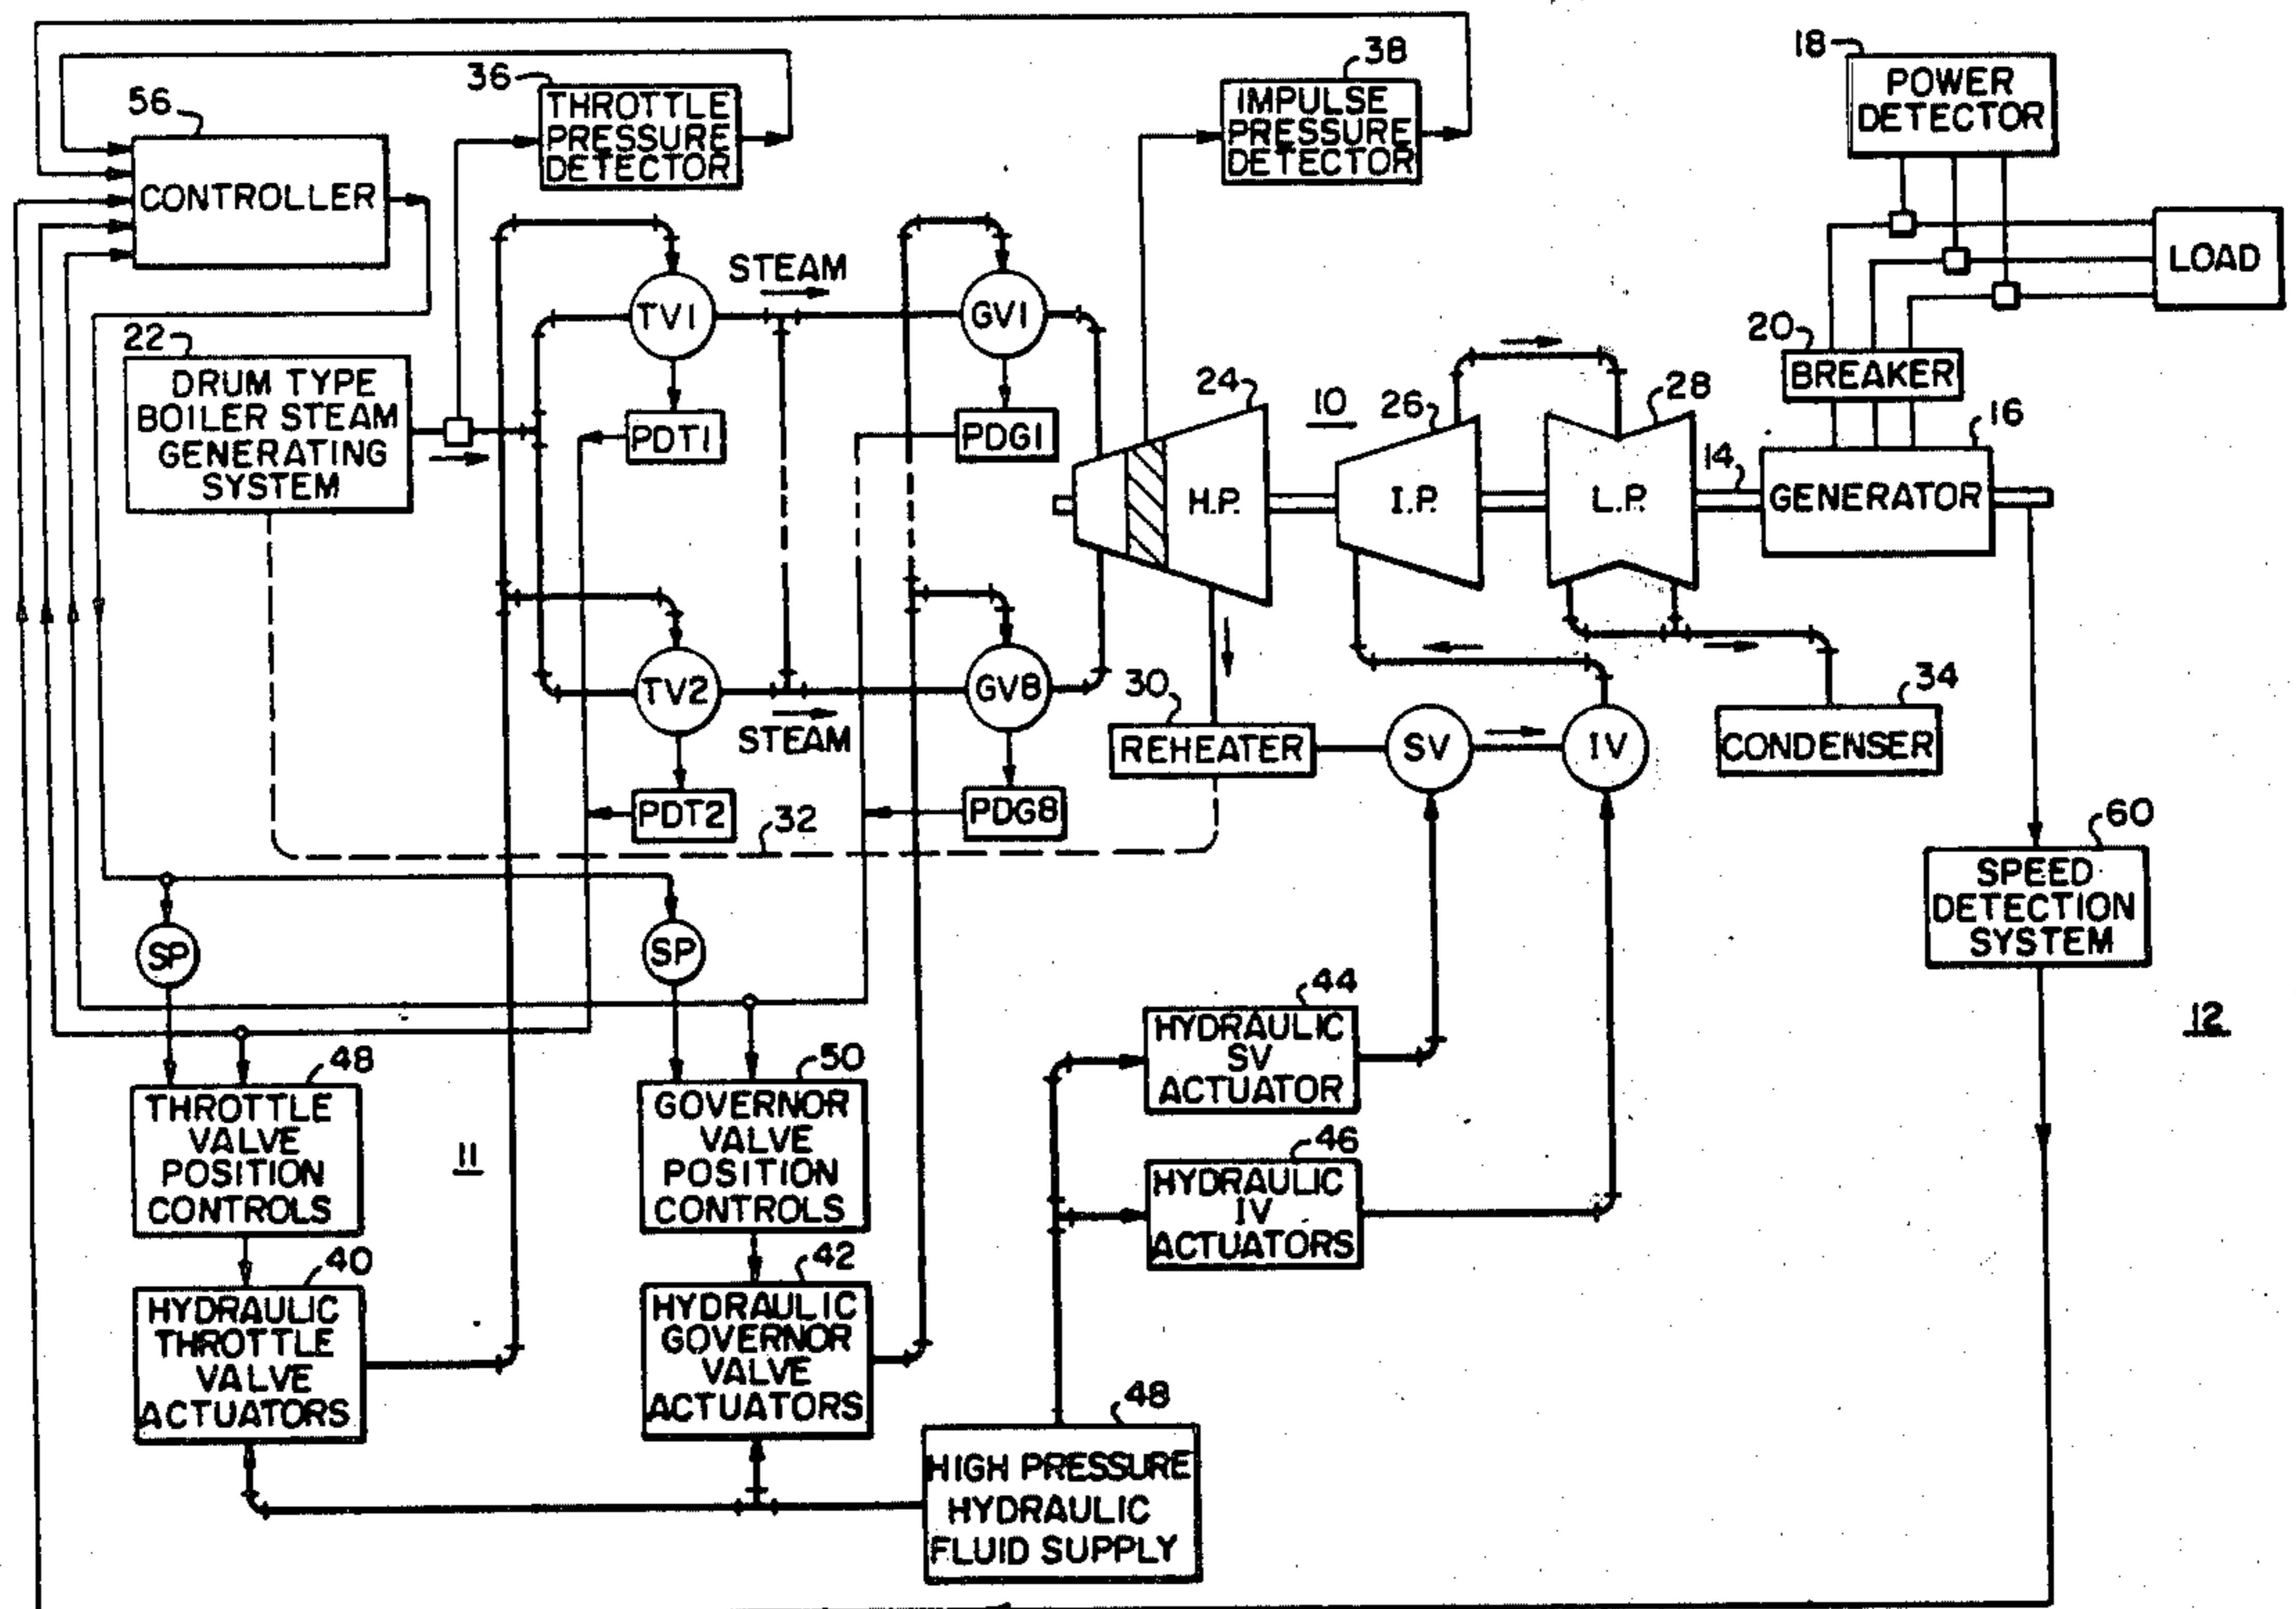 18
POWER
DETECTOR
36
THROTTLE
PRESSURE
DETECTOR
38
IMPULSE
PRESSURE
DETECTOR
56
CONTROLLER
LOAD
STEAM
TV1
GV1
22
DRUM TYPE
BOILER STEAM
GENERATING
SYSTEM
20
BREAKER
PDT1
PDG1
24
H.P.
10
26
I.P.
28
L.P.
14
16
GENERATOR
TV2
GV8
STEAM
30
REHEATER
SV
IV
34
CONDENSER
PDT2
PDG8
32
60
SPEED
DETECTION
SYSTEM
SP
SP
12
44
HYDRAULIC
SV
ACTUATOR
48
THROTTLE
VALVE
POSITION
CONTROLS
11
50
GOVERNOR
VALVE
POSITION
CONTROLS
46
HYDRAULIC
IV
ACTUATORS
40
HYDRAULIC
THROTTLE
VALVE
ACTUATORS
42
HYDRAULIC
GOVERNOR
VALVE
ACTUATORS
48
HIGH PRESSURE
HYDRAULIC
FLUID SUPPLY